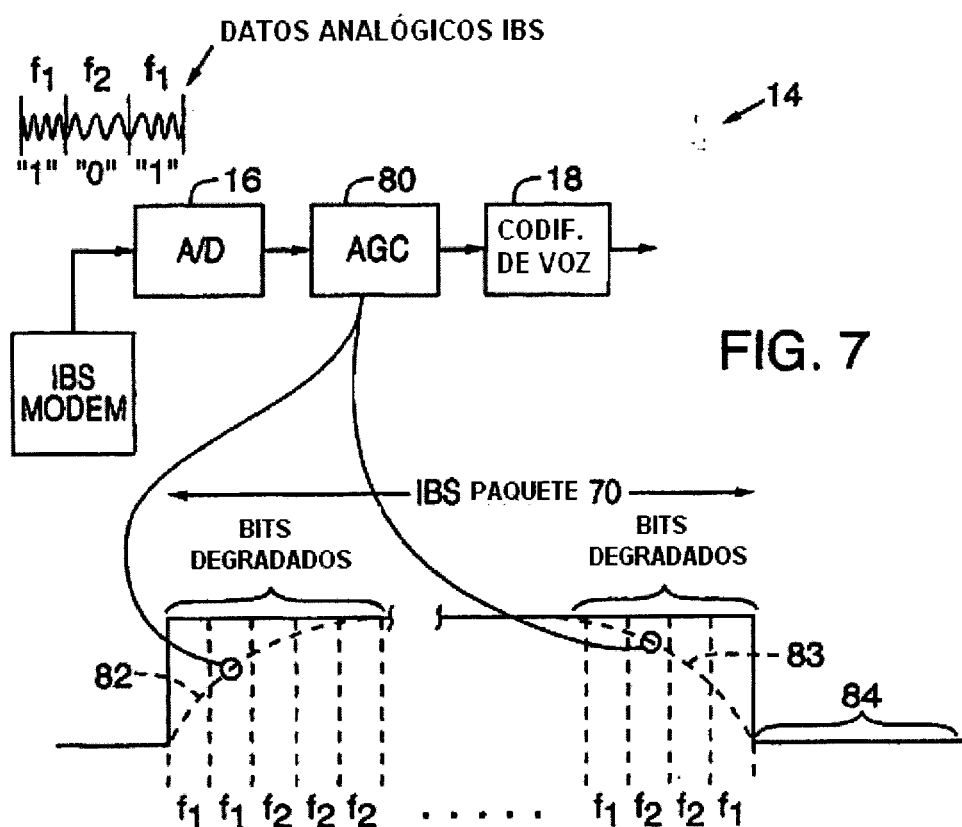 DATOS ANALÓGICOS IBS
f1 f2 f1
"1" "0" "1"
14
16
80
18
A/D
AGC
CODIF.
DE VOZ
IBS
MODEM
FIG. 7
IBS PAQUETE 70
BITS
DEGRADADOS
BITS
DEGRADADOS
82
83
84
f1 f1 f2 f2 f2 . . . . . f1 f2 f2 f1